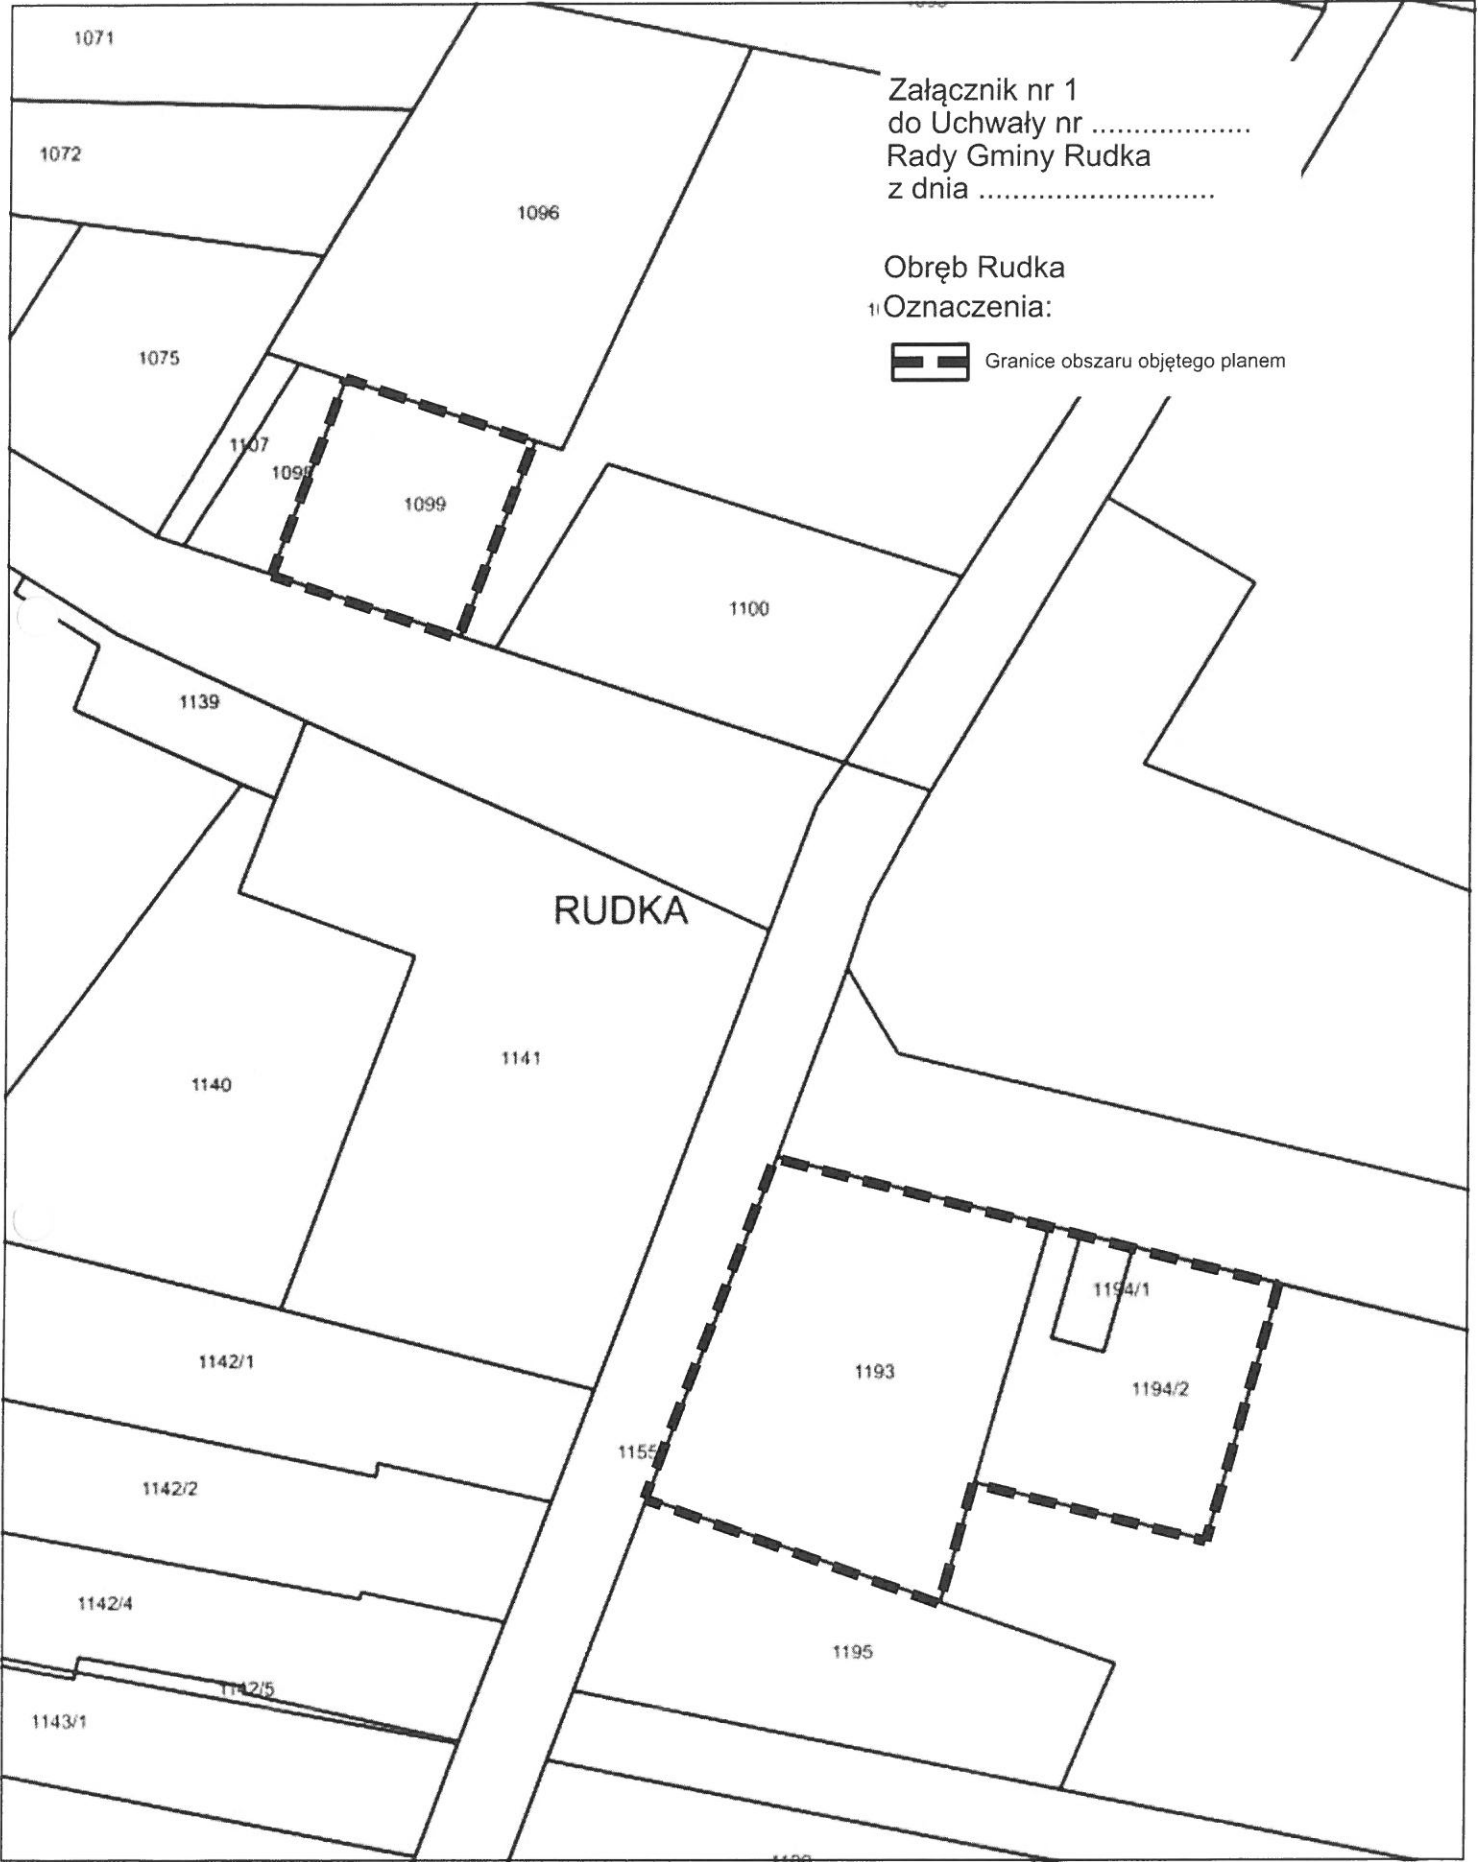 1071
1072
1096
Załącznik nr 1
do Uchwały nr ....................
Rady Gminy Rudka
z dnia .............................
Obręb Rudka
Oznaczenia:
Granice obszaru objętego planem
1075
1107
1099
1100
1139
RUDKA
1141
1140
1194/1
1142/1
1193
1194/2
1155
1142/2
1142/4
1195
1142/5
1143/1